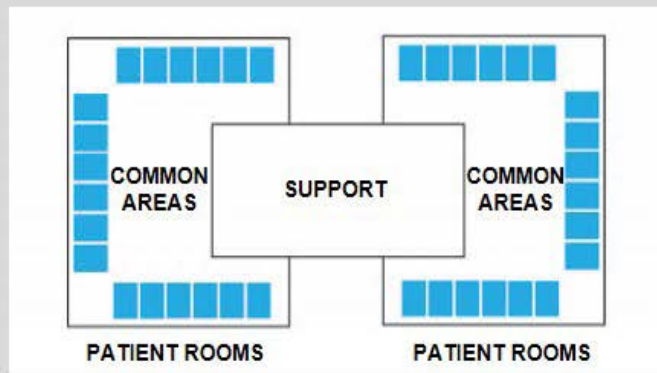 COMMON
AREAS
SUPPORT
COMMON
AREAS
PATIENT ROOMS
PATIENT ROOMS